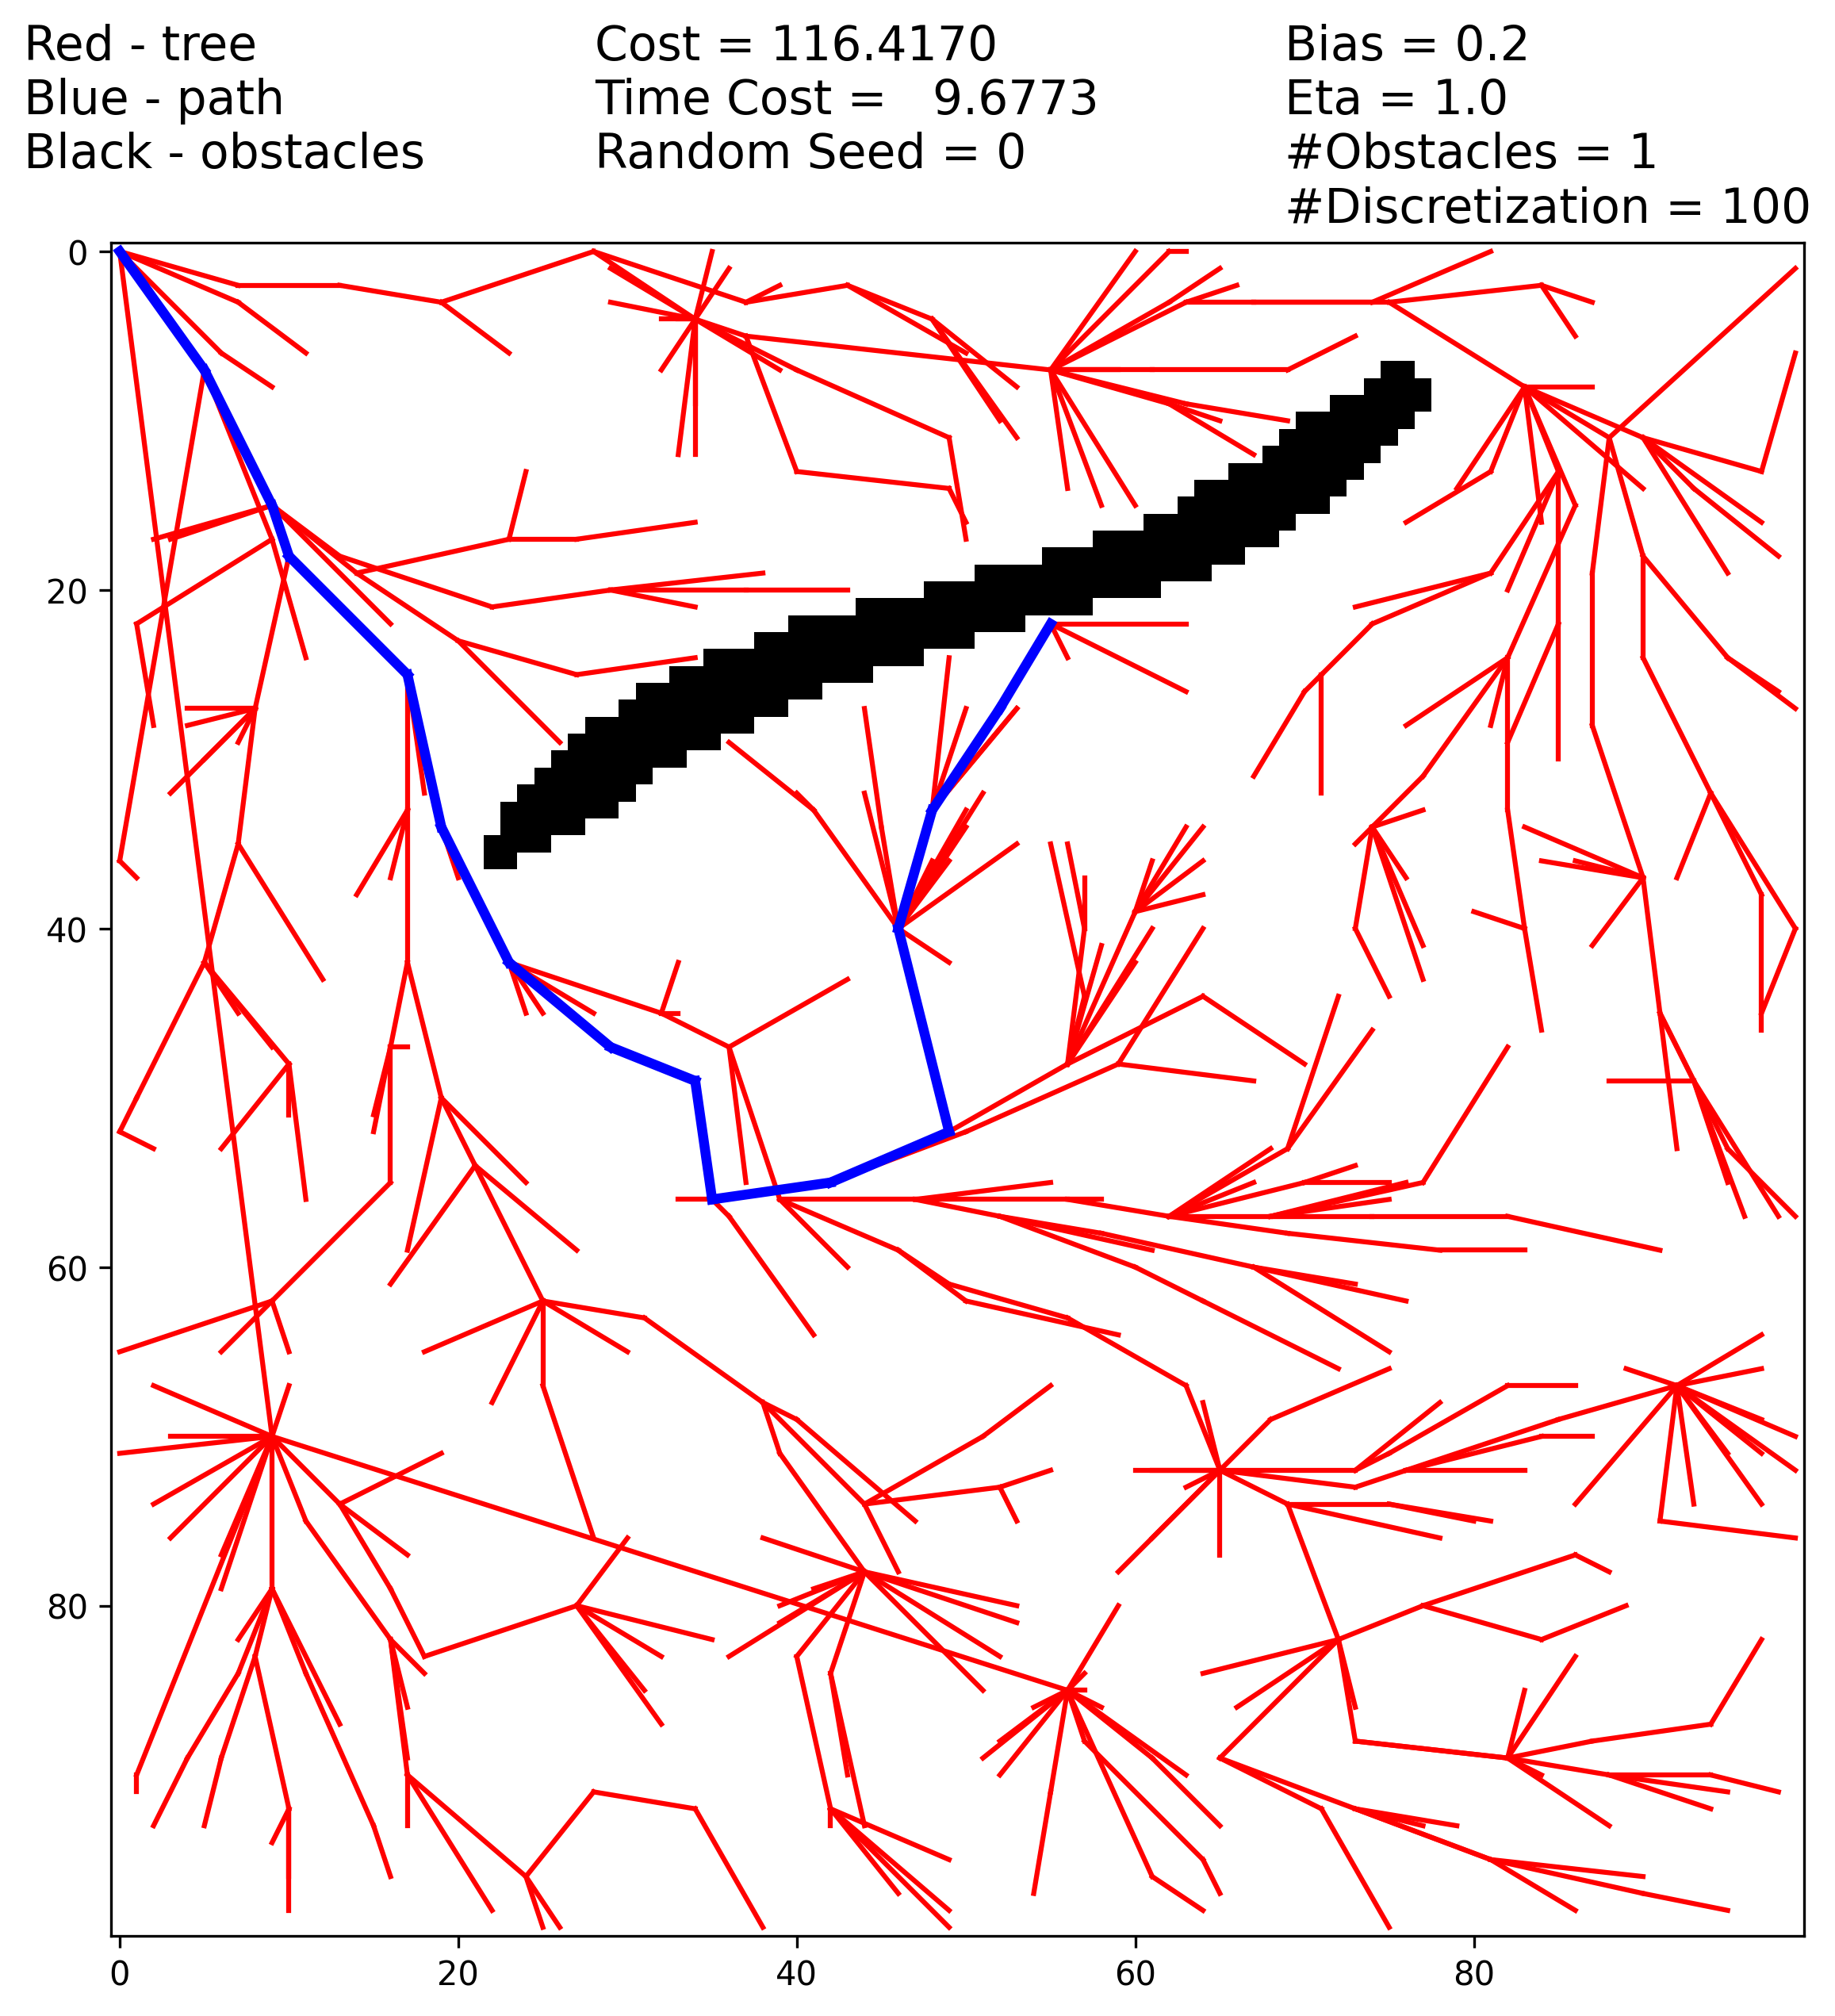 Red - tree
Blue - path
Black - obstacles
Cost = 116.4170
Time Cost =   9.6773
Random Seed = 0
Bias = 0.2
Eta = 1.0
#Obstacles = 1
#Discretization = 100
0
20
40
60
80
0 20 40 60 80